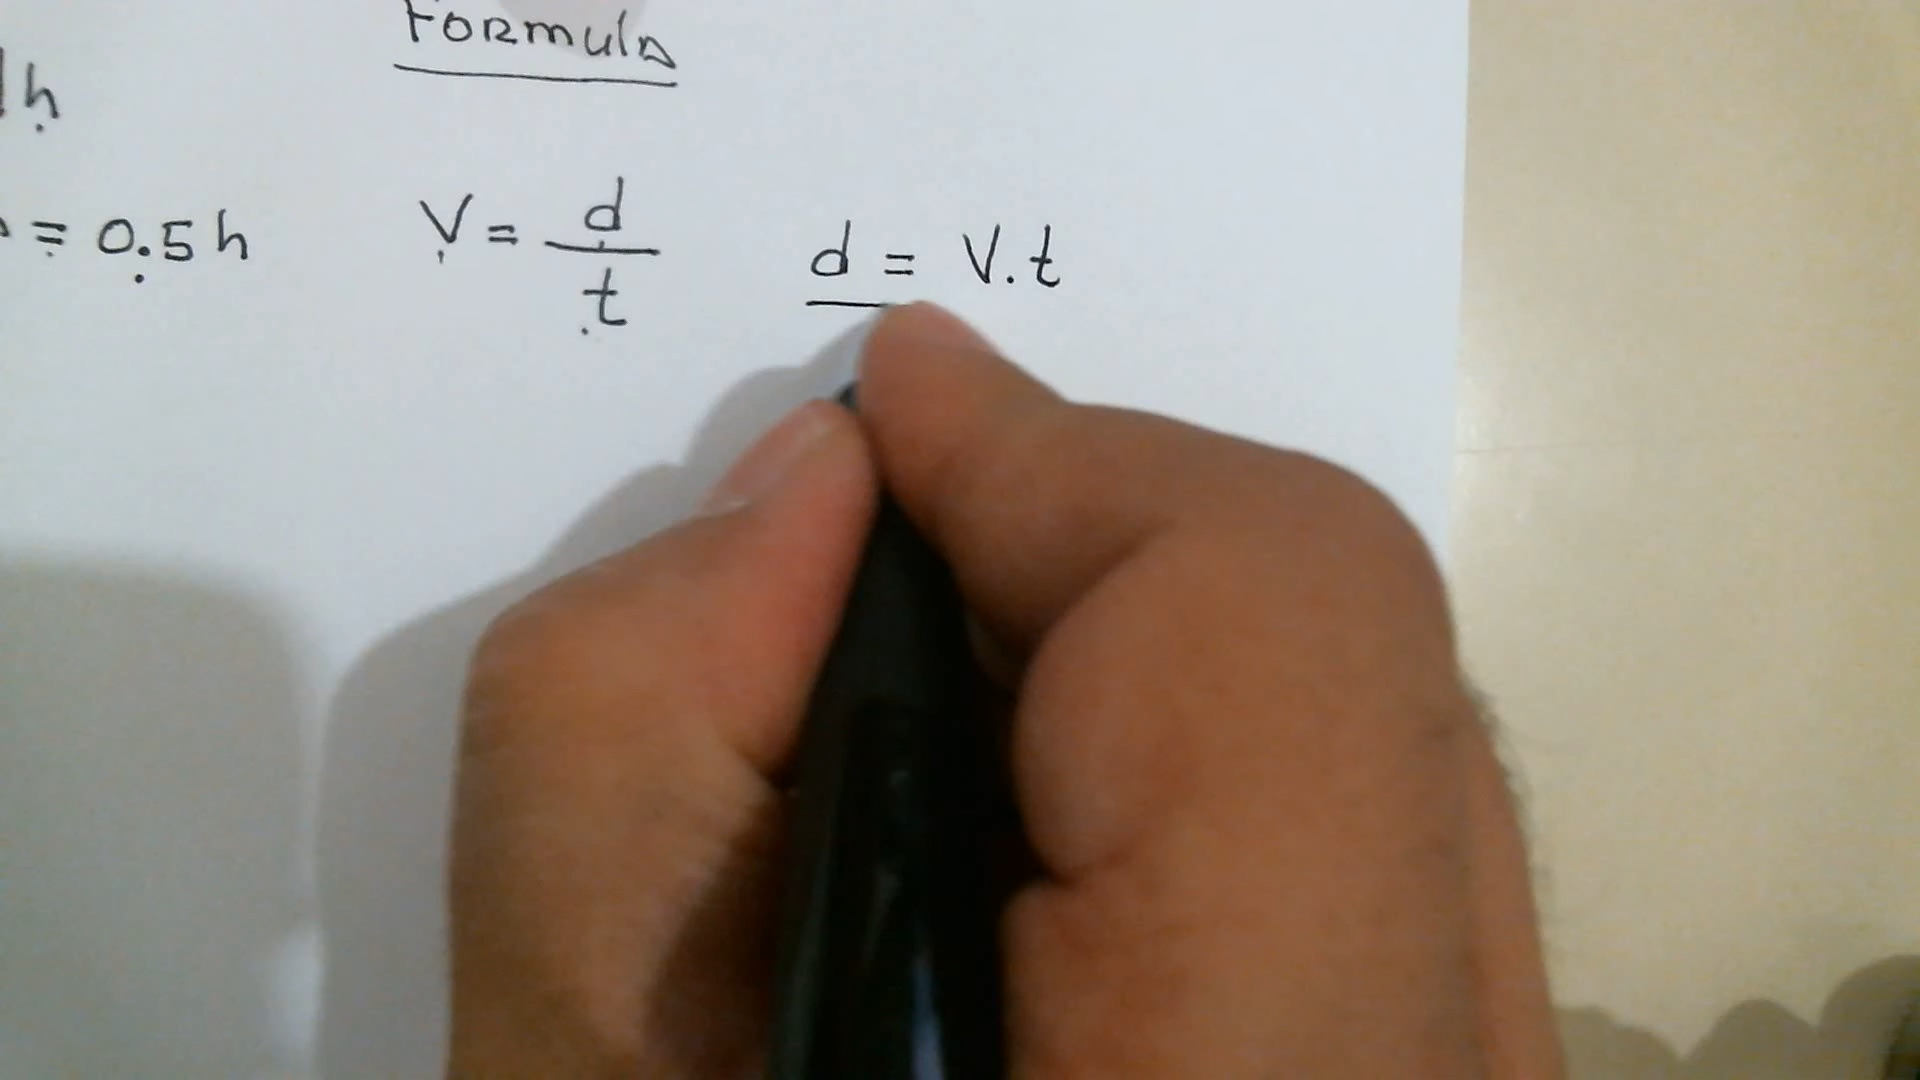 Formula
h
= 0.5 h
V = d / t
d = V.t